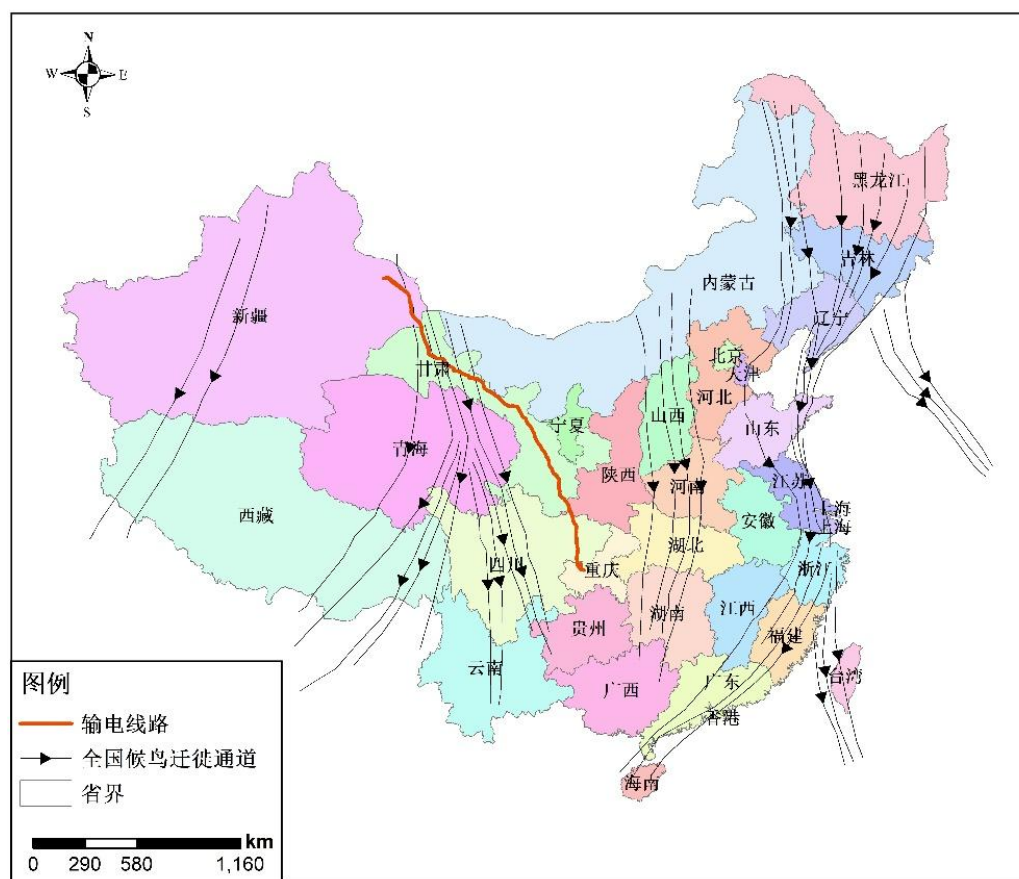 N
W E
S
黑龙江
吉林
内蒙古
辽宁
新疆
北京
天津
甘肃
河北
山西
宁夏
山东
青海
陕西
河南
江苏
西藏
安徽
上海
上海
湖北
四川
重庆
浙江
湖南
江西
贵州
福建
云南
台湾
广西
广东
香港
海南
图例
输电线路
全国候鸟迁徙通道
省界
km
0 290 580 1,160